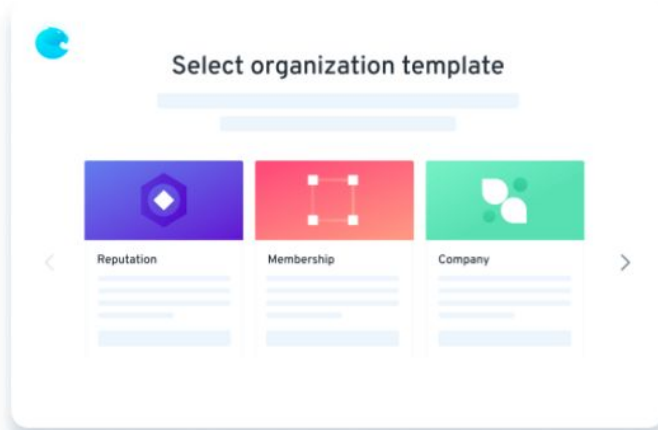 Select organization template
Reputation
Membership
Company